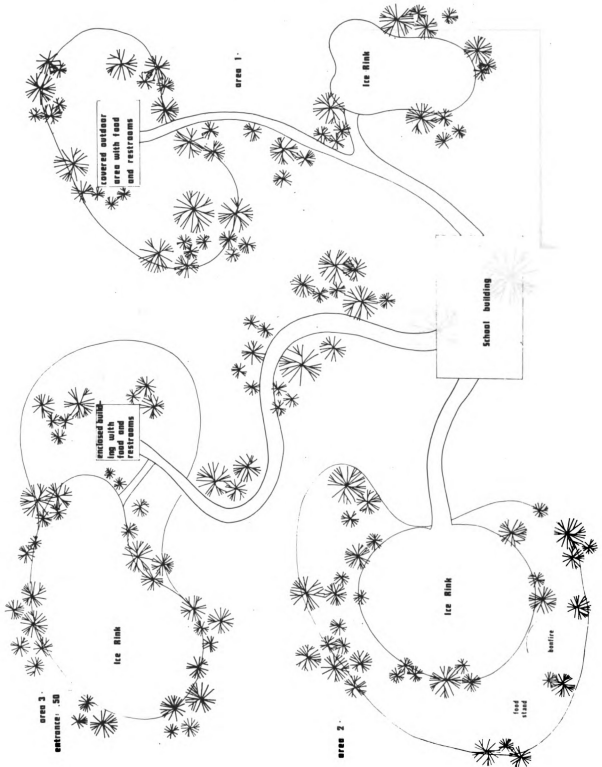 area 1.
covered outdoor
area with food
and restrooms
Ice Rink
School building
enclosed build-
ing with
food and
restrooms
area 3.
entrance: .50
Ice Rink
area 2.
Ice Rink
bonfire
food
stand